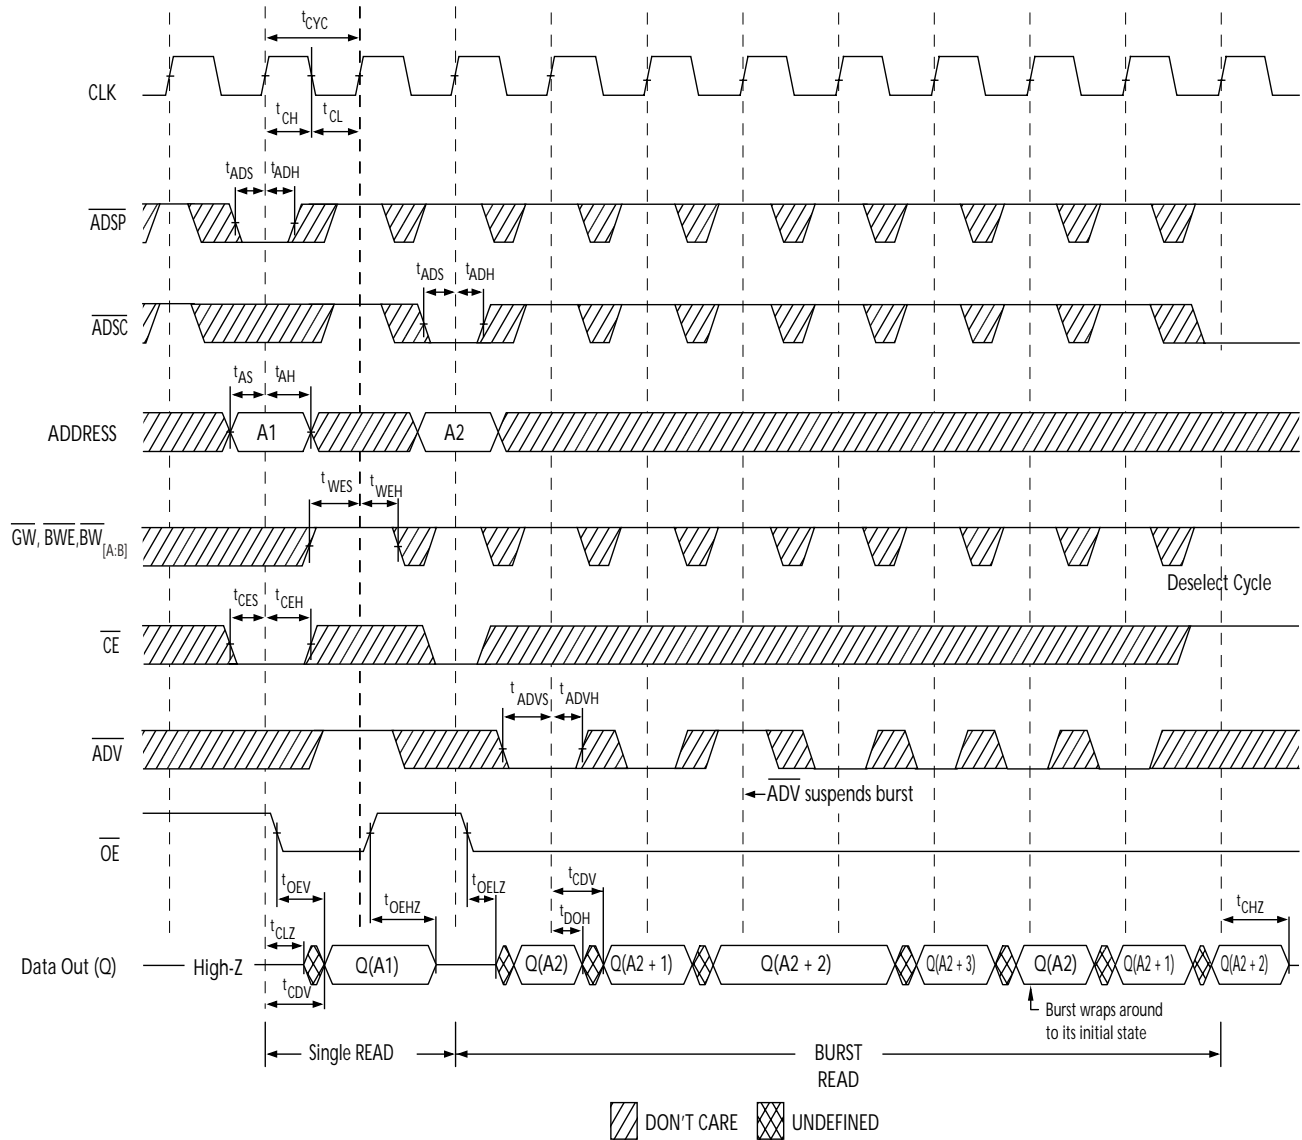 tCYC
CLK
tCH
tCL
tADS
tADH
ADSP
tADS
tADH
ADSC
tAS
tAH
ADDRESS
A1
A2
tWES
tWEH
GW, BWE,BW[A:B]
Deselect Cycle
tCES
tCEH
CE
tADVS
tADVH
ADV
ADV suspends burst
OE
tOEV
tOEHZ
tOELZ
tCDV
tDOH
tCHZ
tCLZ
Data Out (Q)
High-Z
Q(A1)
Q(A2)
Q(A2 + 1)
Q(A2 + 2)
Q(A2 + 3)
Q(A2)
Q(A2 + 1)
Q(A2 + 2)
tCDV
Burst wraps around
to its initial state
Single READ
BURST
READ
DON'T CARE
UNDEFINED